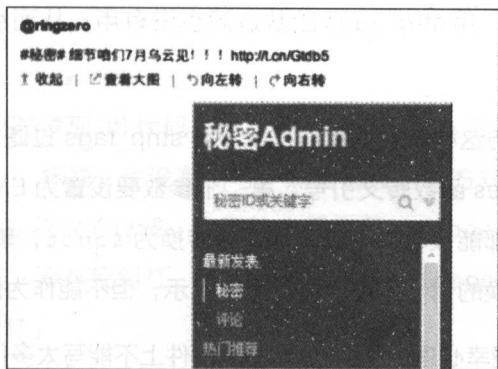 @ringzero
#秘密# 细节咱们7月乌云见！！！ http://t.cn/Gtdb5
收起 | 查看大图 | 向左转 | 向右转
秘密Admin
秘密ID或关键字
最新发表
秘密
评论
热门推荐